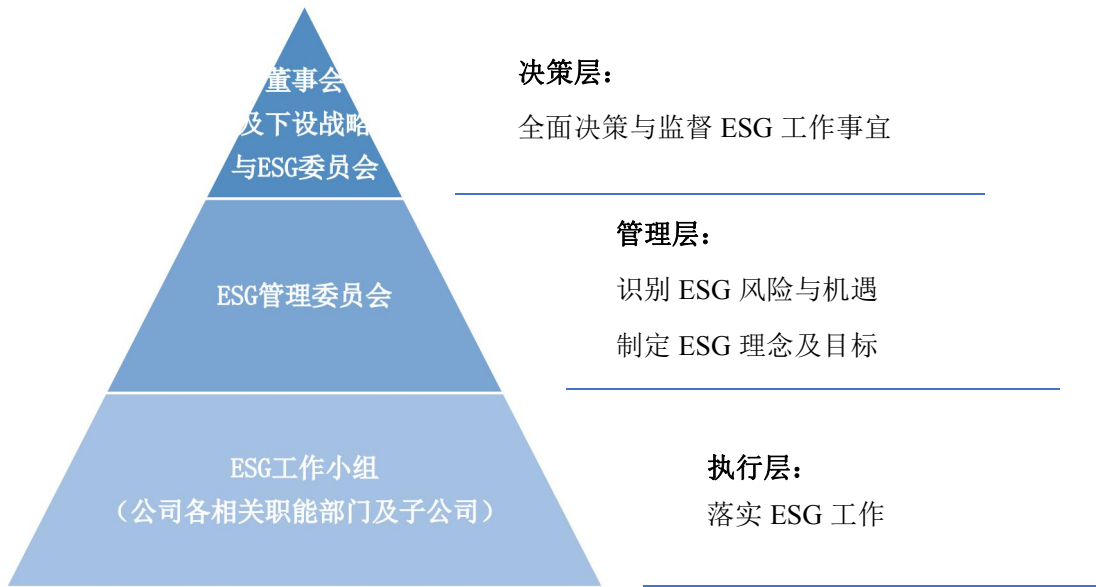 董事会
及下设战略
与ESG委员会
决策层：
全面决策与监督 ESG 工作事宜
ESG管理委员会
管理层：
识别 ESG 风险与机遇
制定 ESG 理念及目标
ESG工作小组
（公司各相关职能部门及子公司）
执行层：
落实 ESG 工作